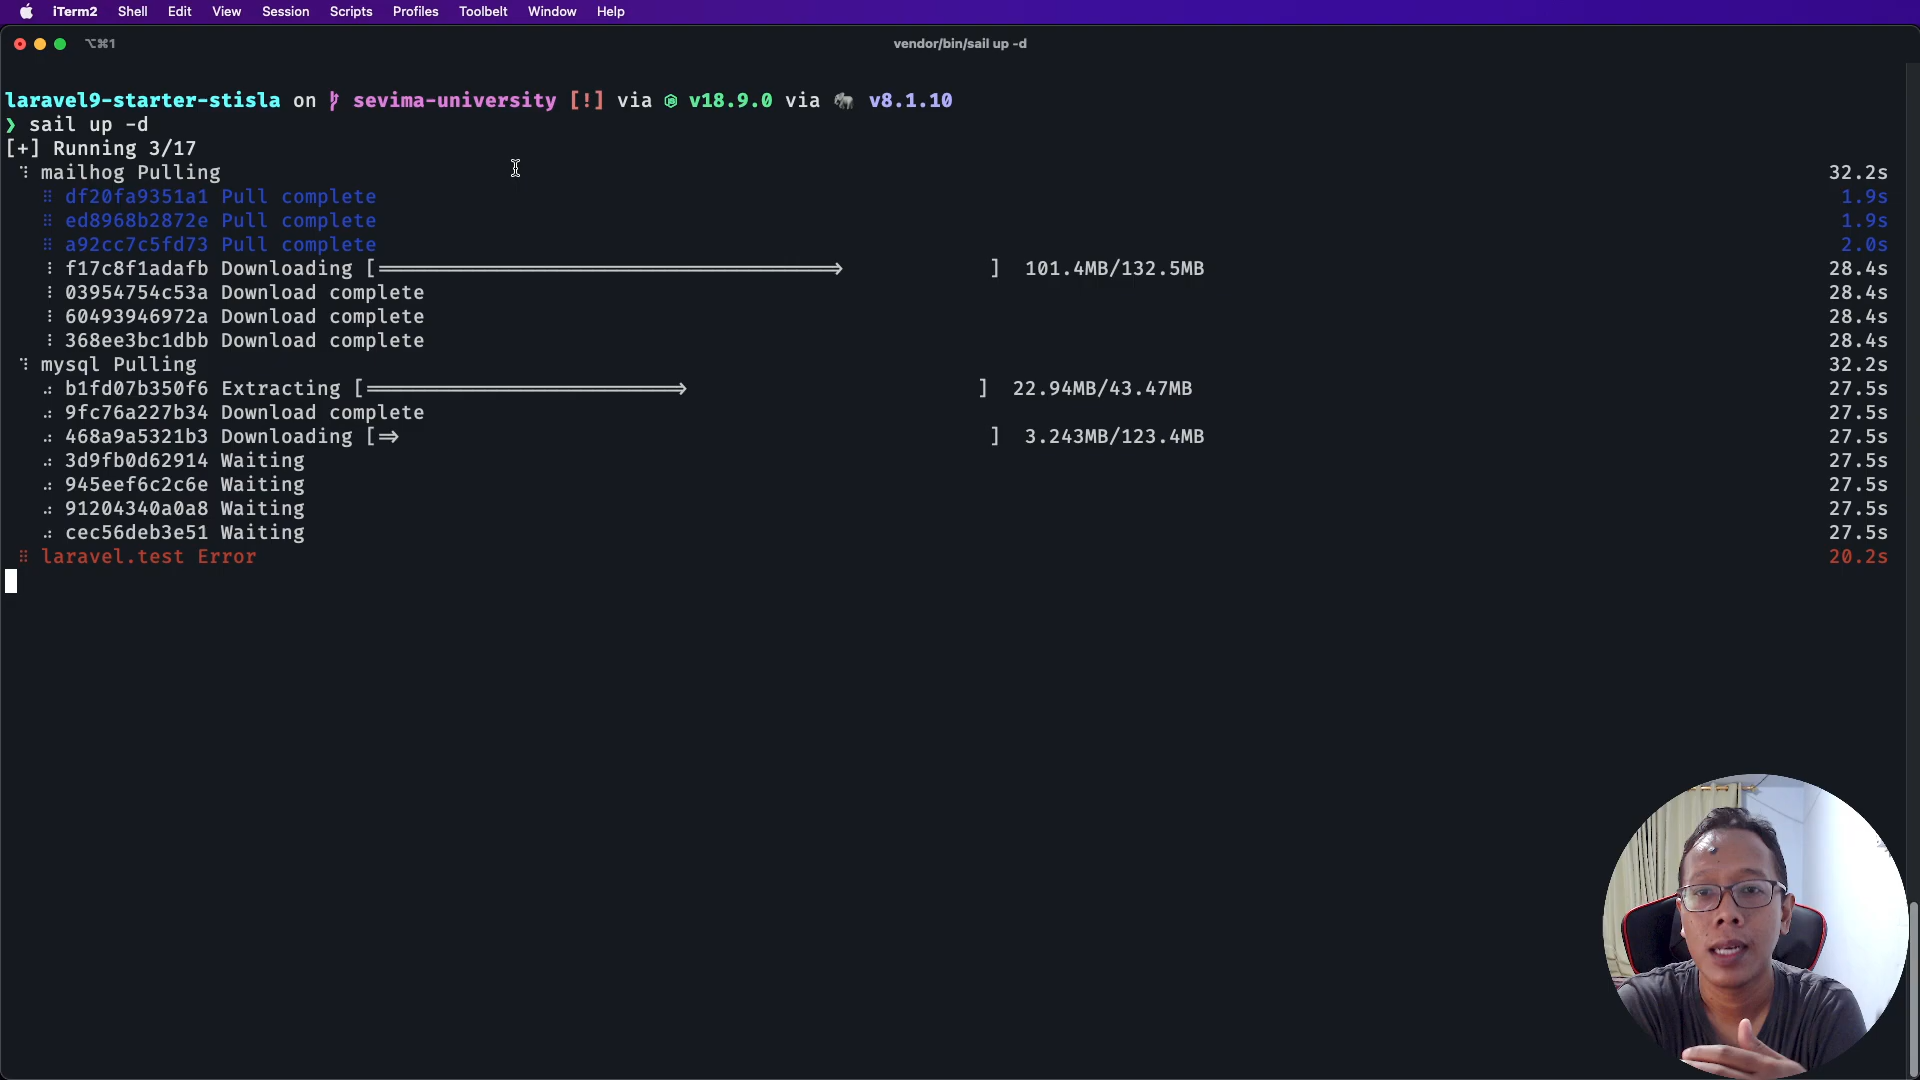 iTerm2 Shell Edit View Session Scripts Profiles Toolbelt Window Help
⌥⌘1 vendor/bin/sail up -d
laravel9-starter-stisla on sevima-university [!] via v18.9.0 via 🐘 v8.1.10
❯ sail up -d
[+] Running 3/17
⠹ mailhog Pulling 32.2s
⠿ df20fa9351a1 Pull complete 1.9s
⠿ ed8968b2872e Pull complete 1.9s
⠿ a92cc7c5fd73 Pull complete 2.0s
⠸ f17c8f1adafb Downloading [======================================> ] 101.4MB/132.5MB 28.4s
⠸ 03954754c53a Download complete 28.4s
⠸ 60493946972a Download complete 28.4s
⠸ 368ee3bc1dbb Download complete 28.4s
⠹ mysql Pulling 32.2s
⠴ b1fd07b350f6 Extracting [==========================> ] 22.94MB/43.47MB 27.5s
⠴ 9fc76a227b34 Download complete 27.5s
⠴ 468a9a5321b3 Downloading [=> ] 3.243MB/123.4MB 27.5s
⠴ 3d9fb0d62914 Waiting 27.5s
⠴ 945eef6c2c6e Waiting 27.5s
⠴ 91204340a0a8 Waiting 27.5s
⠴ cec56deb3e51 Waiting 27.5s
⠿ laravel.test Error 20.2s